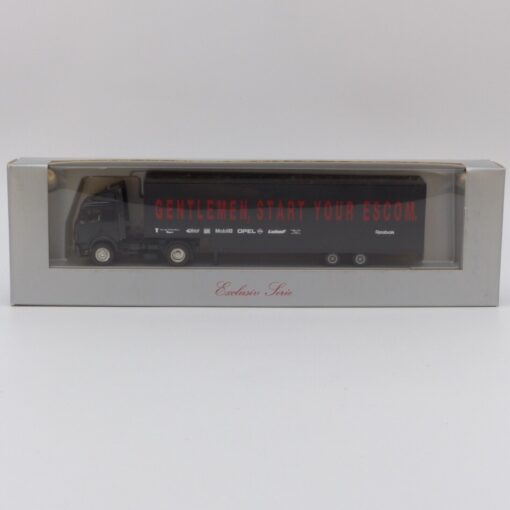 GENTLEMEN, START YOUR ESCOM.
Mobil OPEL Reebok
Exclusiv Serie